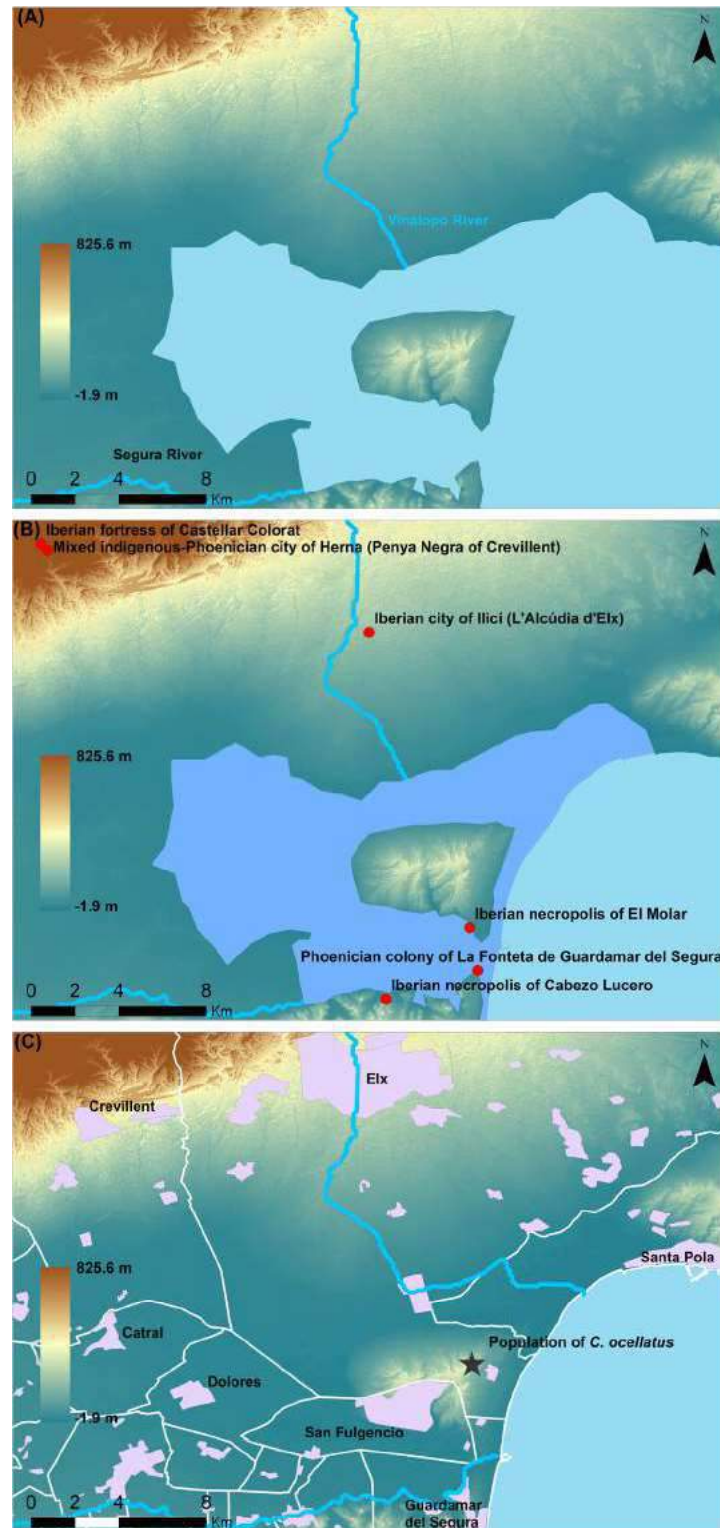 (A)
N
Vinalopó River
825.6 m
-1.9 m
Segura River
0 2 4 8
Km
(B) Iberian fortress of Castellar Colorat
N
Mixed indigenous-Phoenician city of Herna (Penya Negra of Crevillent)
Iberian city of Ilici (L'Alcúdia d'Elx)
825.6 m
-1.9 m
Iberian necropolis of El Molar
Phoenician colony of La Fonteta de Guardamar del Segura
Iberian necropolis of Cabezo Lucero
0 2 4 8
Km
(C)
N
Elx
Crevillent
825.6 m
Santa Pola
Catral
Population of C. ocellatus
Dolores
-1.9 m
San Fulgencio
0 2 4 8
Km
Guardamar
del Segura